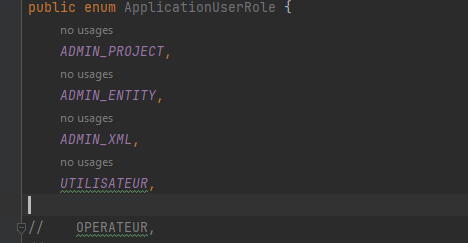 public enum ApplicationUserRole {
no usages
ADMIN_PROJECT,
no usages
ADMIN_ENTITY,
no usages
ADMIN_XML,
no usages
UTILISATEUR,
// OPERATEUR,